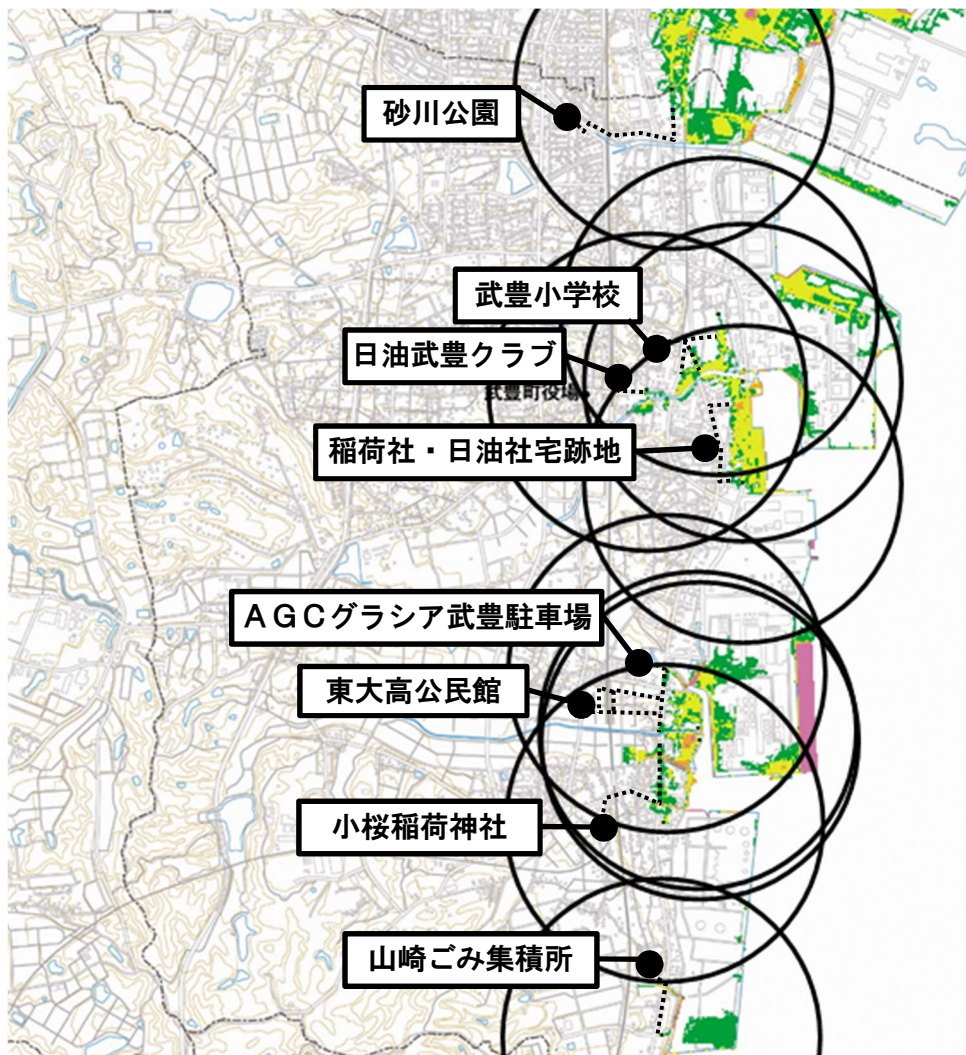 砂川公園
武豊小学校
日油武豊クラブ
武豊町役場
稲荷社・日油社宅跡地
AGCグラシア武豊駐車場
東大高公民館
小桜稲荷神社
山崎ごみ集積所